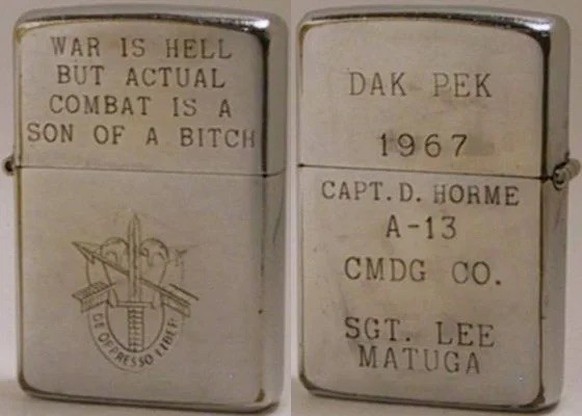 WAR IS HELL
BUT ACTUAL
COMBAT IS A
SON OF A BITCH
DE OPPRESSO LIBER
DAK PEK
1967
CAPT. D. HORME
A-13
CMDG CO.
SGT. LEE
MATUGA